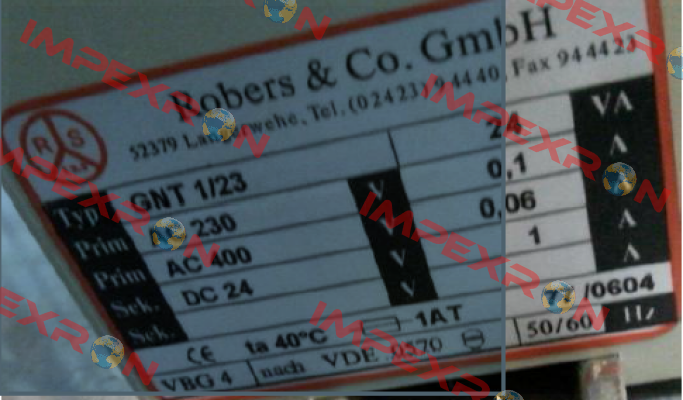 Robers & Co. GmbH
52379 Langerwehe, Tel. (02423) 94440, Fax 944423
R S
Typ GNT 1/23 24 VA
Prim 230 V 0,1 A
Prim AC 400 V 0,06 A
Sek. DC 24 V 1 A
Sek. V /0604 A
CE ta 40°C 1AT 50/60 Hz
VBG 4 nach VDE 0570
IMPEXRON